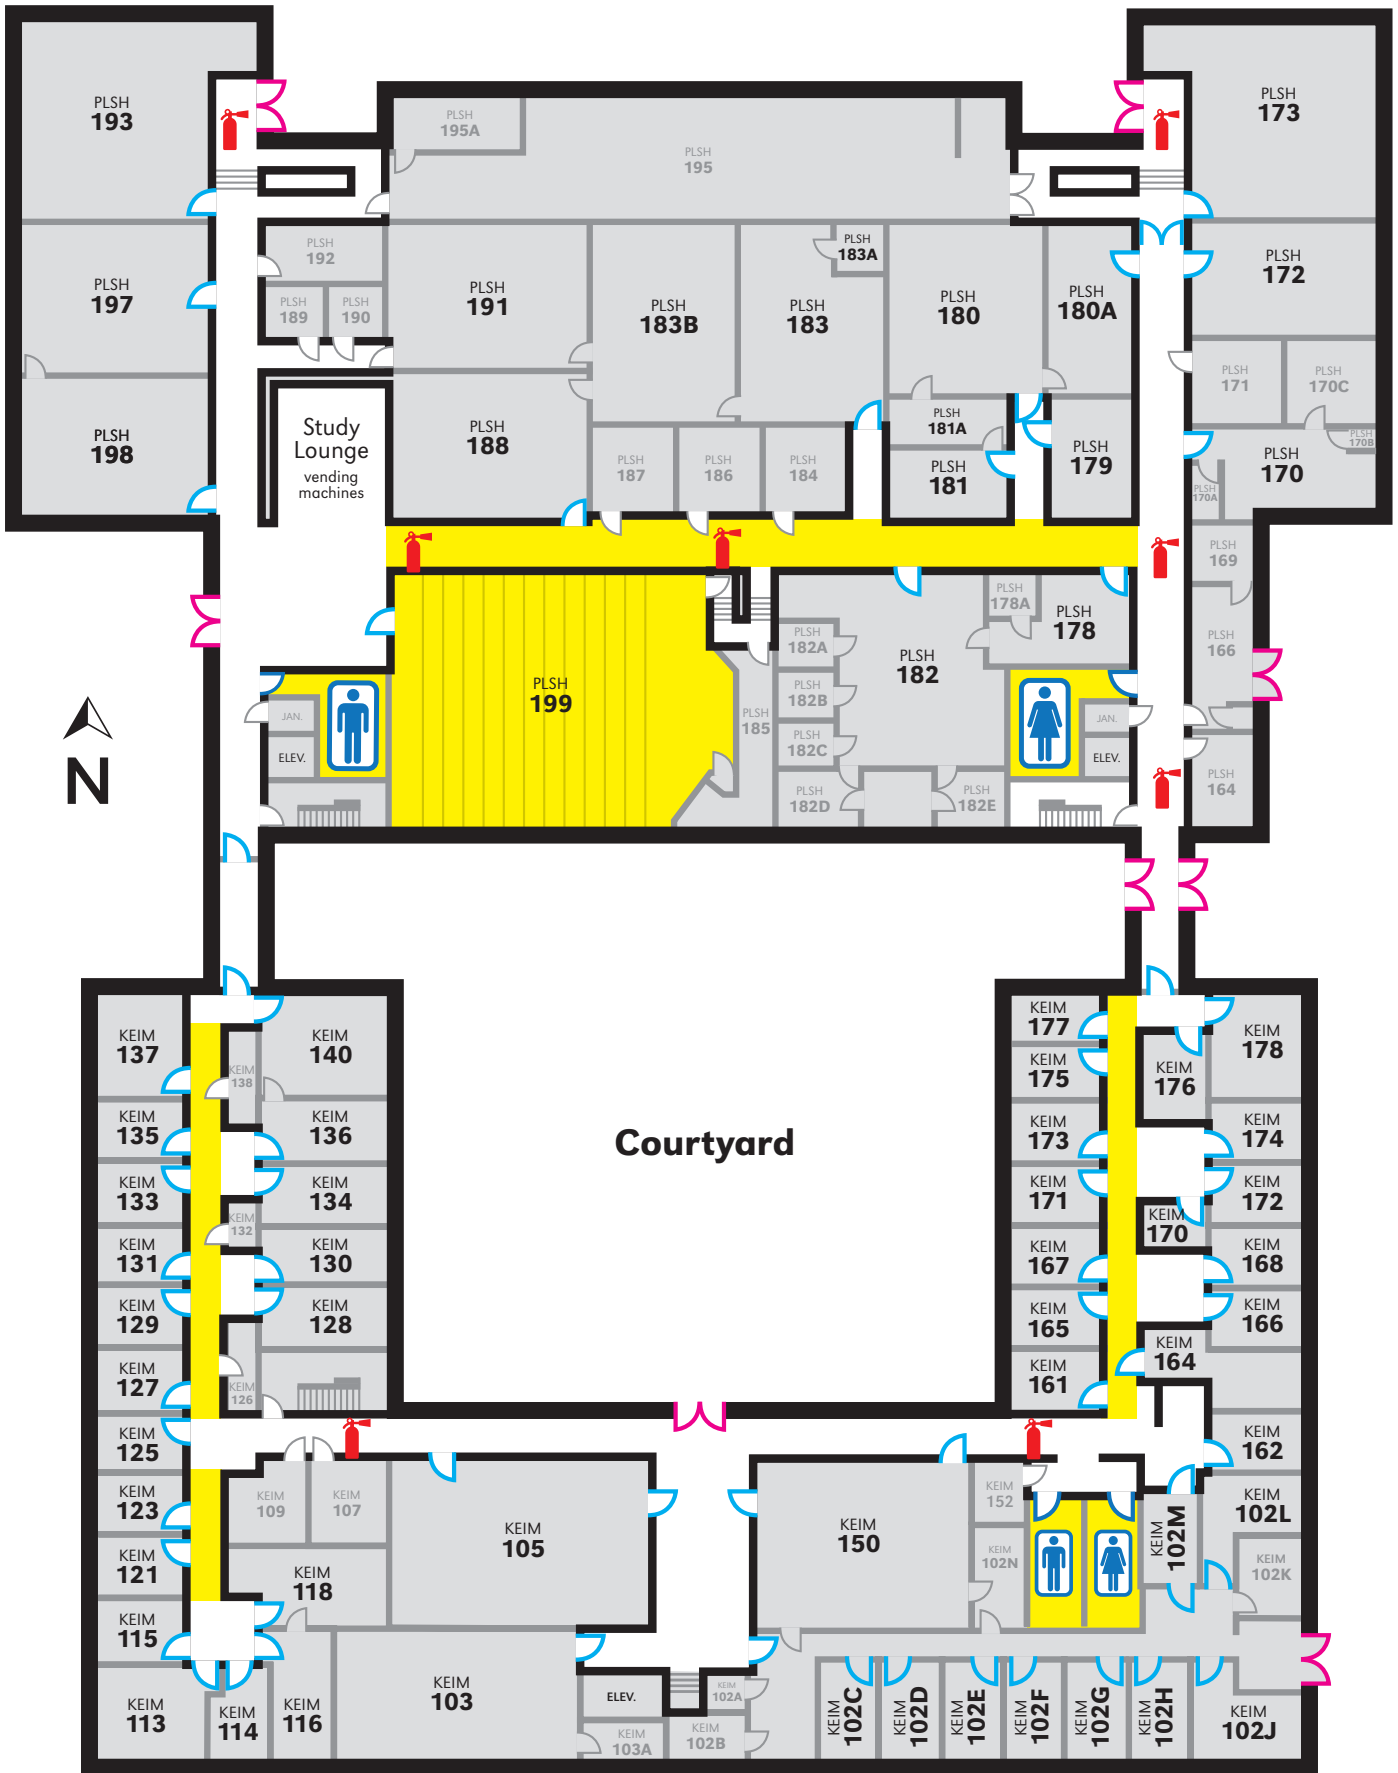 PLSH
193
PLSH
173
PLSH
195A
PLSH
195
PLSH
192
PLSH
189
PLSH
190
PLSH
197
PLSH
191
PLSH
183B
PLSH
183
PLSH
183A
PLSH
180
PLSH
180A
PLSH
172
PLSH
171
PLSH
170C
PLSH
170B
PLSH
170
PLSH
170A
PLSH
198
Study
Lounge
vending
machines
PLSH
188
PLSH
187
PLSH
186
PLSH
184
PLSH
181A
PLSH
181
PLSH
179
PLSH
169
PLSH
166
PLSH
164
PLSH
199
PLSH
185
PLSH
182A
PLSH
182B
PLSH
182C
PLSH
182D
PLSH
182
PLSH
182E
PLSH
178A
PLSH
178
JAN.
ELEV.
JAN.
ELEV.
N
Courtyard
KEIM
137
KEIM
135
KEIM
133
KEIM
131
KEIM
129
KEIM
127
KEIM
125
KEIM
123
KEIM
121
KEIM
115
KEIM
113
KEIM
138
KEIM
132
KEIM
126
KEIM
140
KEIM
136
KEIM
134
KEIM
130
KEIM
128
KEIM
177
KEIM
175
KEIM
173
KEIM
171
KEIM
167
KEIM
165
KEIM
161
KEIM
176
KEIM
170
KEIM
164
KEIM
178
KEIM
174
KEIM
172
KEIM
168
KEIM
166
KEIM
162
KEIM
109
KEIM
107
KEIM
118
KEIM
105
KEIM
114
KEIM
116
KEIM
103
ELEV.
KEIM
103A
KEIM
102A
KEIM
102B
KEIM
150
KEIM
152
KEIM
102N
KEIM
102M
KEIM
102L
KEIM
102K
KEIM
102C
KEIM
102D
KEIM
102E
KEIM
102F
KEIM
102G
KEIM
102H
KEIM
102J